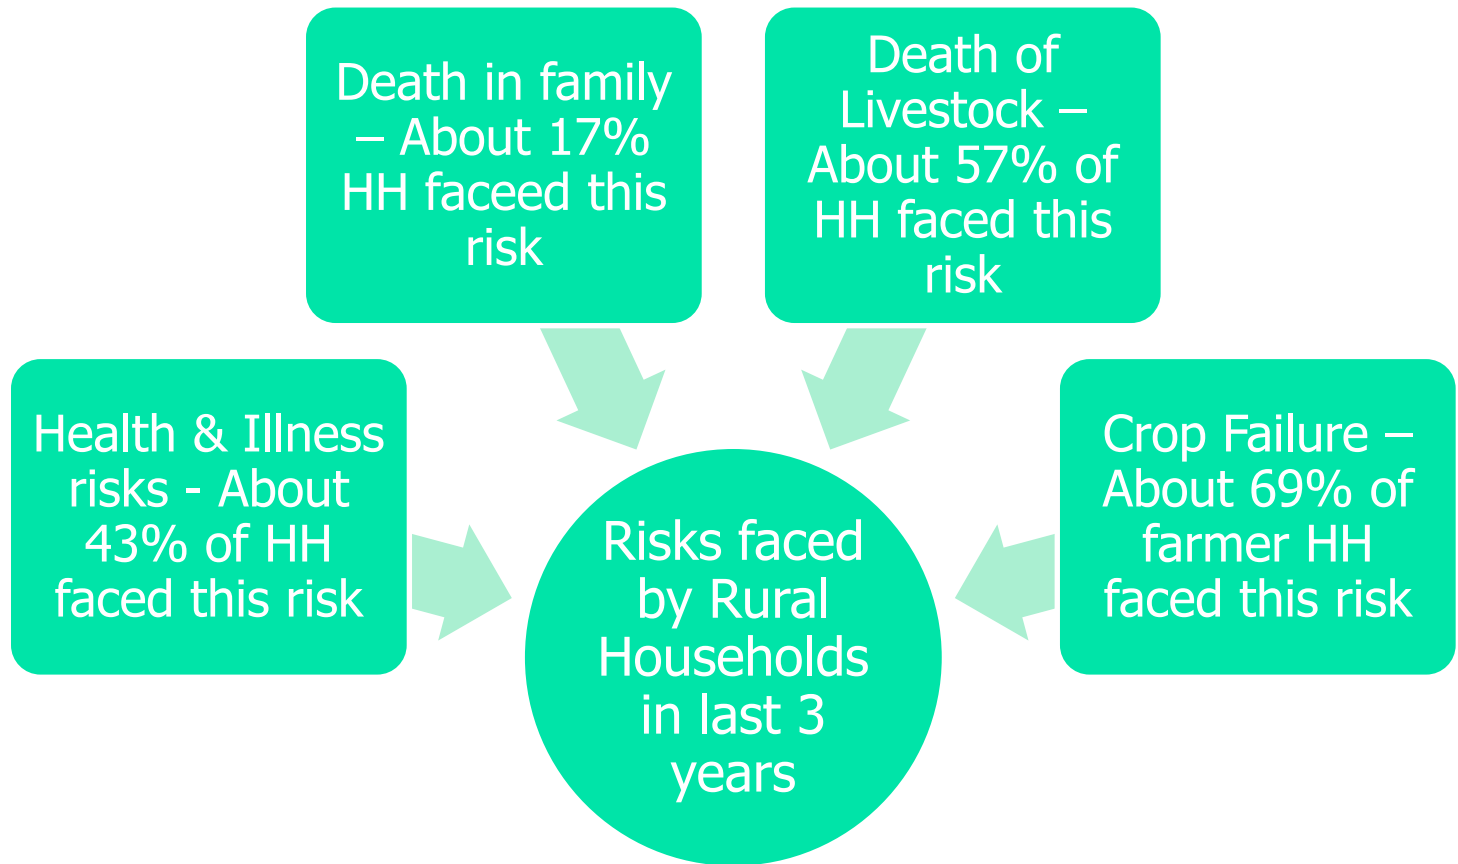 Death in family
– About 17%
HH faceed this
risk
Death of
Livestock –
About 57% of
HH faced this
risk
Health & Illness
risks - About
43% of HH
faced this risk
Crop Failure –
About 69% of
farmer HH
faced this risk
Risks faced
by Rural
Households
in last 3
years